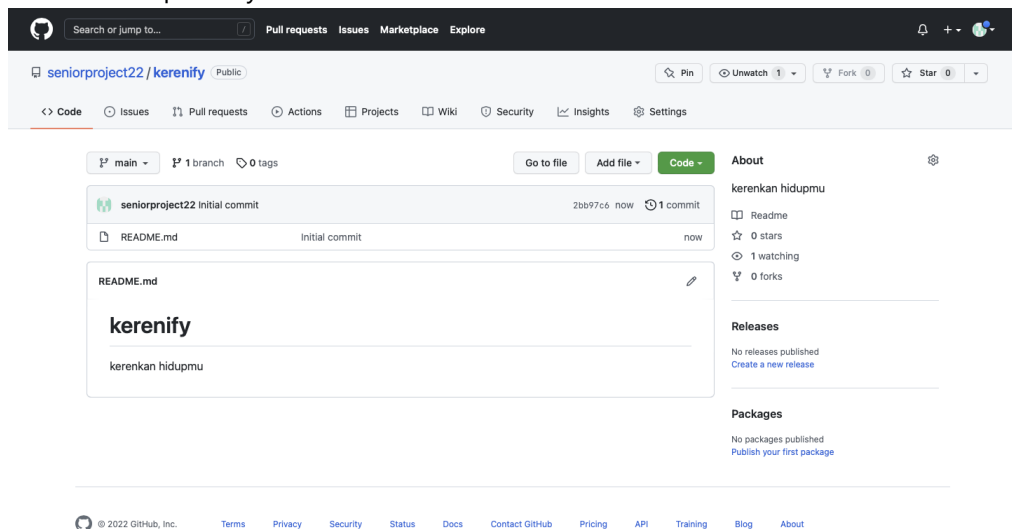 Search or jump to... / Pull requests Issues Marketplace Explore
seniorproject22 / kerenify Public Pin Unwatch 1 Fork 0 Star 0
<> Code Issues Pull requests Actions Projects Wiki Security Insights Settings
main 1 branch 0 tags Go to file Add file Code
seniorproject22 Initial commit 2bb97c6 now 1 commit
README.md Initial commit now
README.md
kerenify
kerenkan hidupmu
About
kerenkan hidupmu
Readme
0 stars
1 watching
0 forks
Releases
No releases published
Create a new release
Packages
No packages published
Publish your first package
© 2022 GitHub, Inc. Terms Privacy Security Status Docs Contact GitHub Pricing API Training Blog About